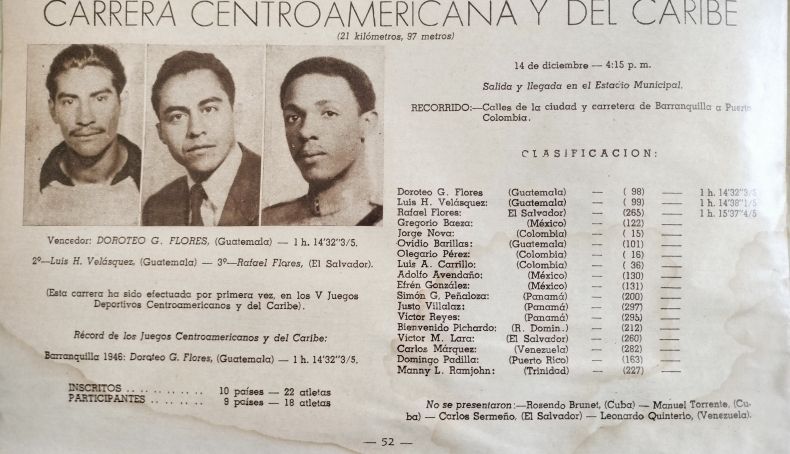 CARRERA CENTROAMERICANA Y DEL CARIBE
(21 kilómetros, 97 metros)
Vencedor: DOROTEO G. FLORES, (Guatemala) — 1 h. 14'32"3/5.
2º—Luis H. Velásquez, (Guatemala) — 3º—Rafael Flores, (El Salvador).
(Esta carrera ha sido efectuada por primera vez, en los V Juegos
Deportivos Centroamericanos y del Caribe).
Récord de los Juegos Centroamericanos y del Caribe:
Barranquilla 1946: Doroteo G. Flores, (Guatemala) — 1 h. 14'32"3/5.
INSCRITOS .. .. .. .. .. 10 países — 22 atletas
PARTICIPANTES .. .. .. .. 9 países — 18 atletas
14 de diciembre — 4:15 p. m.
Salida y llegada en el Estadio Municipal.
RECORRIDO:—Calles de la ciudad y carretera de Barranquilla a Puerto
Colombia.
CLASIFICACION:
Doroteo G. Flores (Guatemala) — ( 98) — 1 h. 14'32"3/5
Luis H. Velásquez: (Guatemala) — ( 99) — 1 h. 14'38"1/5
Rafael Flores: El Salvador) — (265) — 1 h. 15'37"4/5
Gregorio Baeza: (México) — (122) —
Jorge Nova: (Colombia) — ( 15) —
Ovidio Barillas: (Guatemala) — (101) —
Olegario Pérez: (Colombia) — ( 16) —
Luis A. Carrillo: (Colombia) — ( 36) —
Adolfo Avendaño: (México) — (130) —
Efrén González: (México) — (131) —
Simón G, Peñaloza: (Panamá) — (200) —
Justo Villalaz: (Panamá) — (297) —
Victor Reyes: (Panamá) — (295) —
Bienvenido Pichardo: (R. Domin.) — (212) —
Victor M. Lara: (El Salvador) — (260) —
Carlos Márquez: (Venezuela) — (282) —
Domingo Padilla: (Puerto Rico) — (163) —
Manny L. Ramjohn: (Trinidad) — (227) —
No se presentaron:—Rosendo Brunet, (Cuba) — Manuel Torrente, (Cu-
ba) — Carlos Sermeño, (El Salvador) — Leonardo Quinterio, (Venezuela).
— 52 —